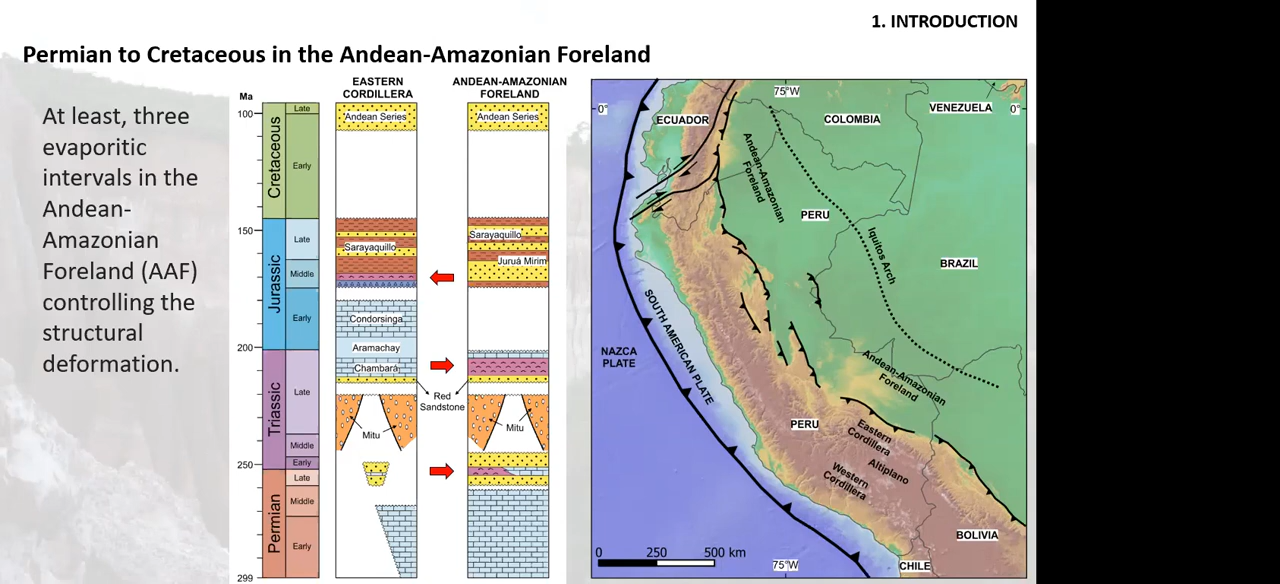 1. INTRODUCTION
Permian to Cretaceous in the Andean-Amazonian Foreland
At least, three
evaporitic
intervals in the
Andean-
Amazonian
Foreland (AAF)
controlling the
structural
deformation.
EASTERN
CORDILLERA
ANDEAN-AMAZONIAN
FORELAND
Ma
100
150
200
250
299
Cretaceous
Jurassic
Triassic
Permian
Late
Early
Late
Middle
Early
Late
Middle
Early
Late
Middle
Early
Andean Series
Sarayaquillo
Condorsinga
Aramachay
Chambará
Mitu
Red
Sandstone
Andean Series
Sarayaquillo
Juruá Mirim
Mitu
75°W
0°
0°
ECUADOR
COLOMBIA
VENEZUELA
Andean-Amazonian
Foreland
PERU
Iquitos Arch
BRAZIL
SOUTH AMERICAN PLATE
NAZCA
PLATE
Andean-Amazonian
Foreland
PERU
Eastern
Cordillera
Altiplano
Western
Cordillera
BOLIVIA
CHILE
0 250 500 km
75°W